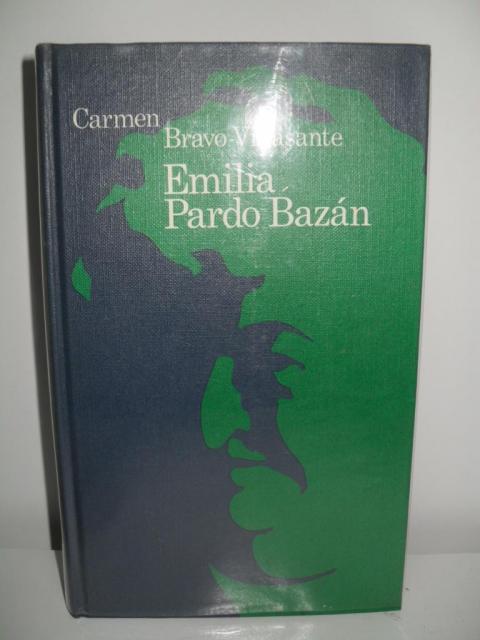 Carmen
Bravo-Villasante
Emilia
Pardo Bazán